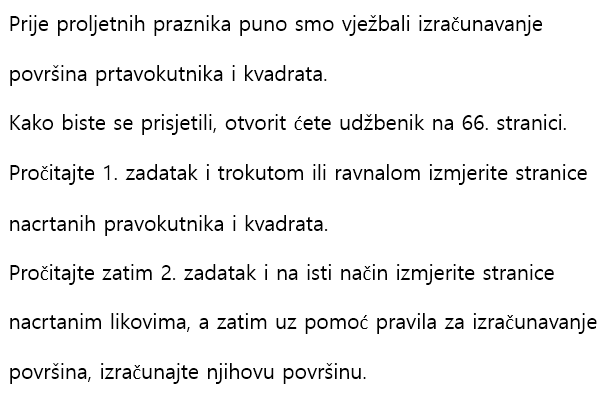 Prije proljetnih praznika puno smo vježbali izračunavanje
površina prtavokutnika i kvadrata.
Kako biste se prisjetili, otvorit ćete udžbenik na 66. stranici.
Pročitajte 1. zadatak i trokutom ili ravnalom izmjerite stranice
nacrtanih pravokutnika i kvadrata.
Pročitajte zatim 2. zadatak i na isti način izmjerite stranice
nacrtanim likovima, a zatim uz pomoć pravila za izračunavanje
površina, izračunajte njihovu površinu.